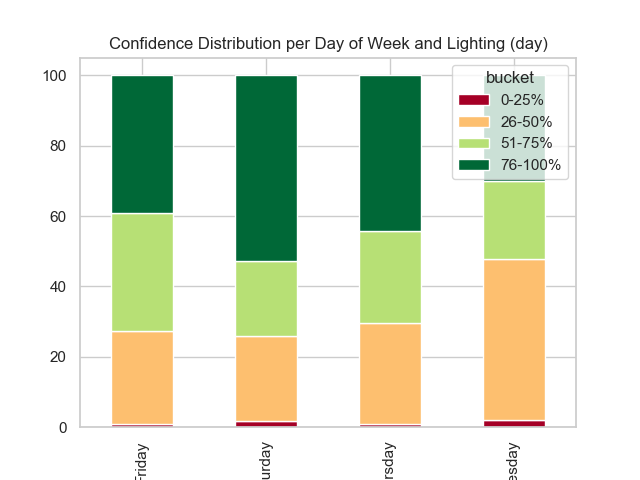 Confidence Distribution per Day of Week and Lighting (day)
bucket
0-25%
26-50%
51-75%
76-100%
100
80
60
40
20
0
Friday
urday
rsday
esday